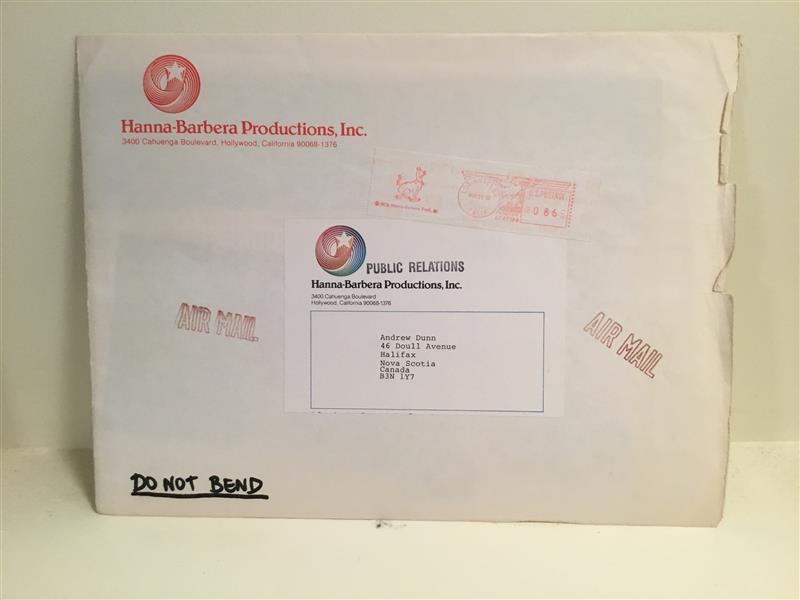 Hanna-Barbera Productions, Inc.
3400 Cahuenga Boulevard, Hollywood, California 90068-1376
U.S. POSTAGE
086
PUBLIC RELATIONS
Hanna-Barbera Productions, Inc.
3400 Cahuenga Boulevard
Hollywood, California 90068-1376
AIR MAIL
AIR MAIL
Andrew Dunn
46 Doull Avenue
Halifax
Nova Scotia
Canada
B3N 1Y7
DO NOT BEND